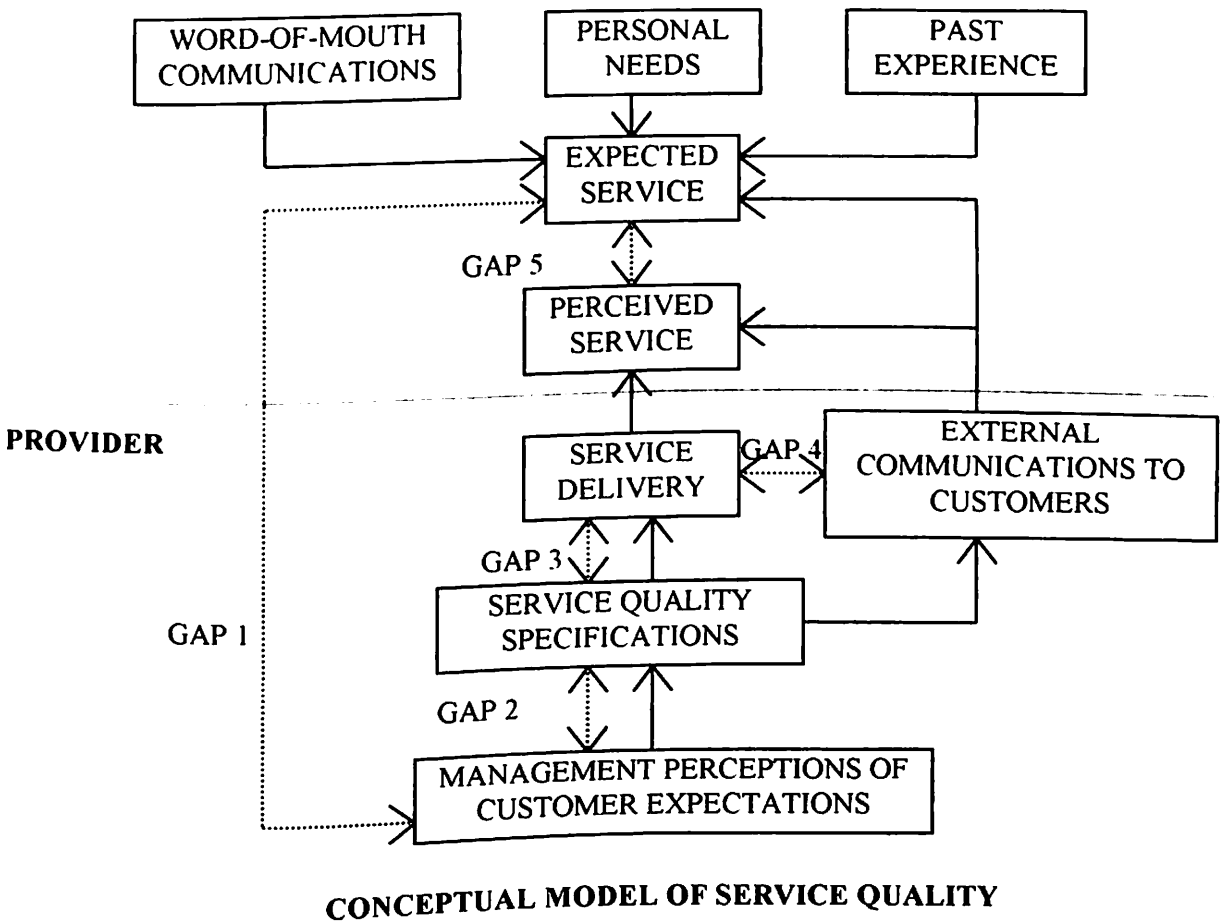 WORD-OF-MOUTH
COMMUNICATIONS
PERSONAL
NEEDS
PAST
EXPERIENCE
EXPECTED
SERVICE
GAP 5
PERCEIVED
SERVICE
PROVIDER
SERVICE
DELIVERY
GAP 4
EXTERNAL
COMMUNICATIONS TO
CUSTOMERS
GAP 3
SERVICE QUALITY
SPECIFICATIONS
GAP 1
GAP 2
MANAGEMENT PERCEPTIONS OF
CUSTOMER EXPECTATIONS
CONCEPTUAL MODEL OF SERVICE QUALITY